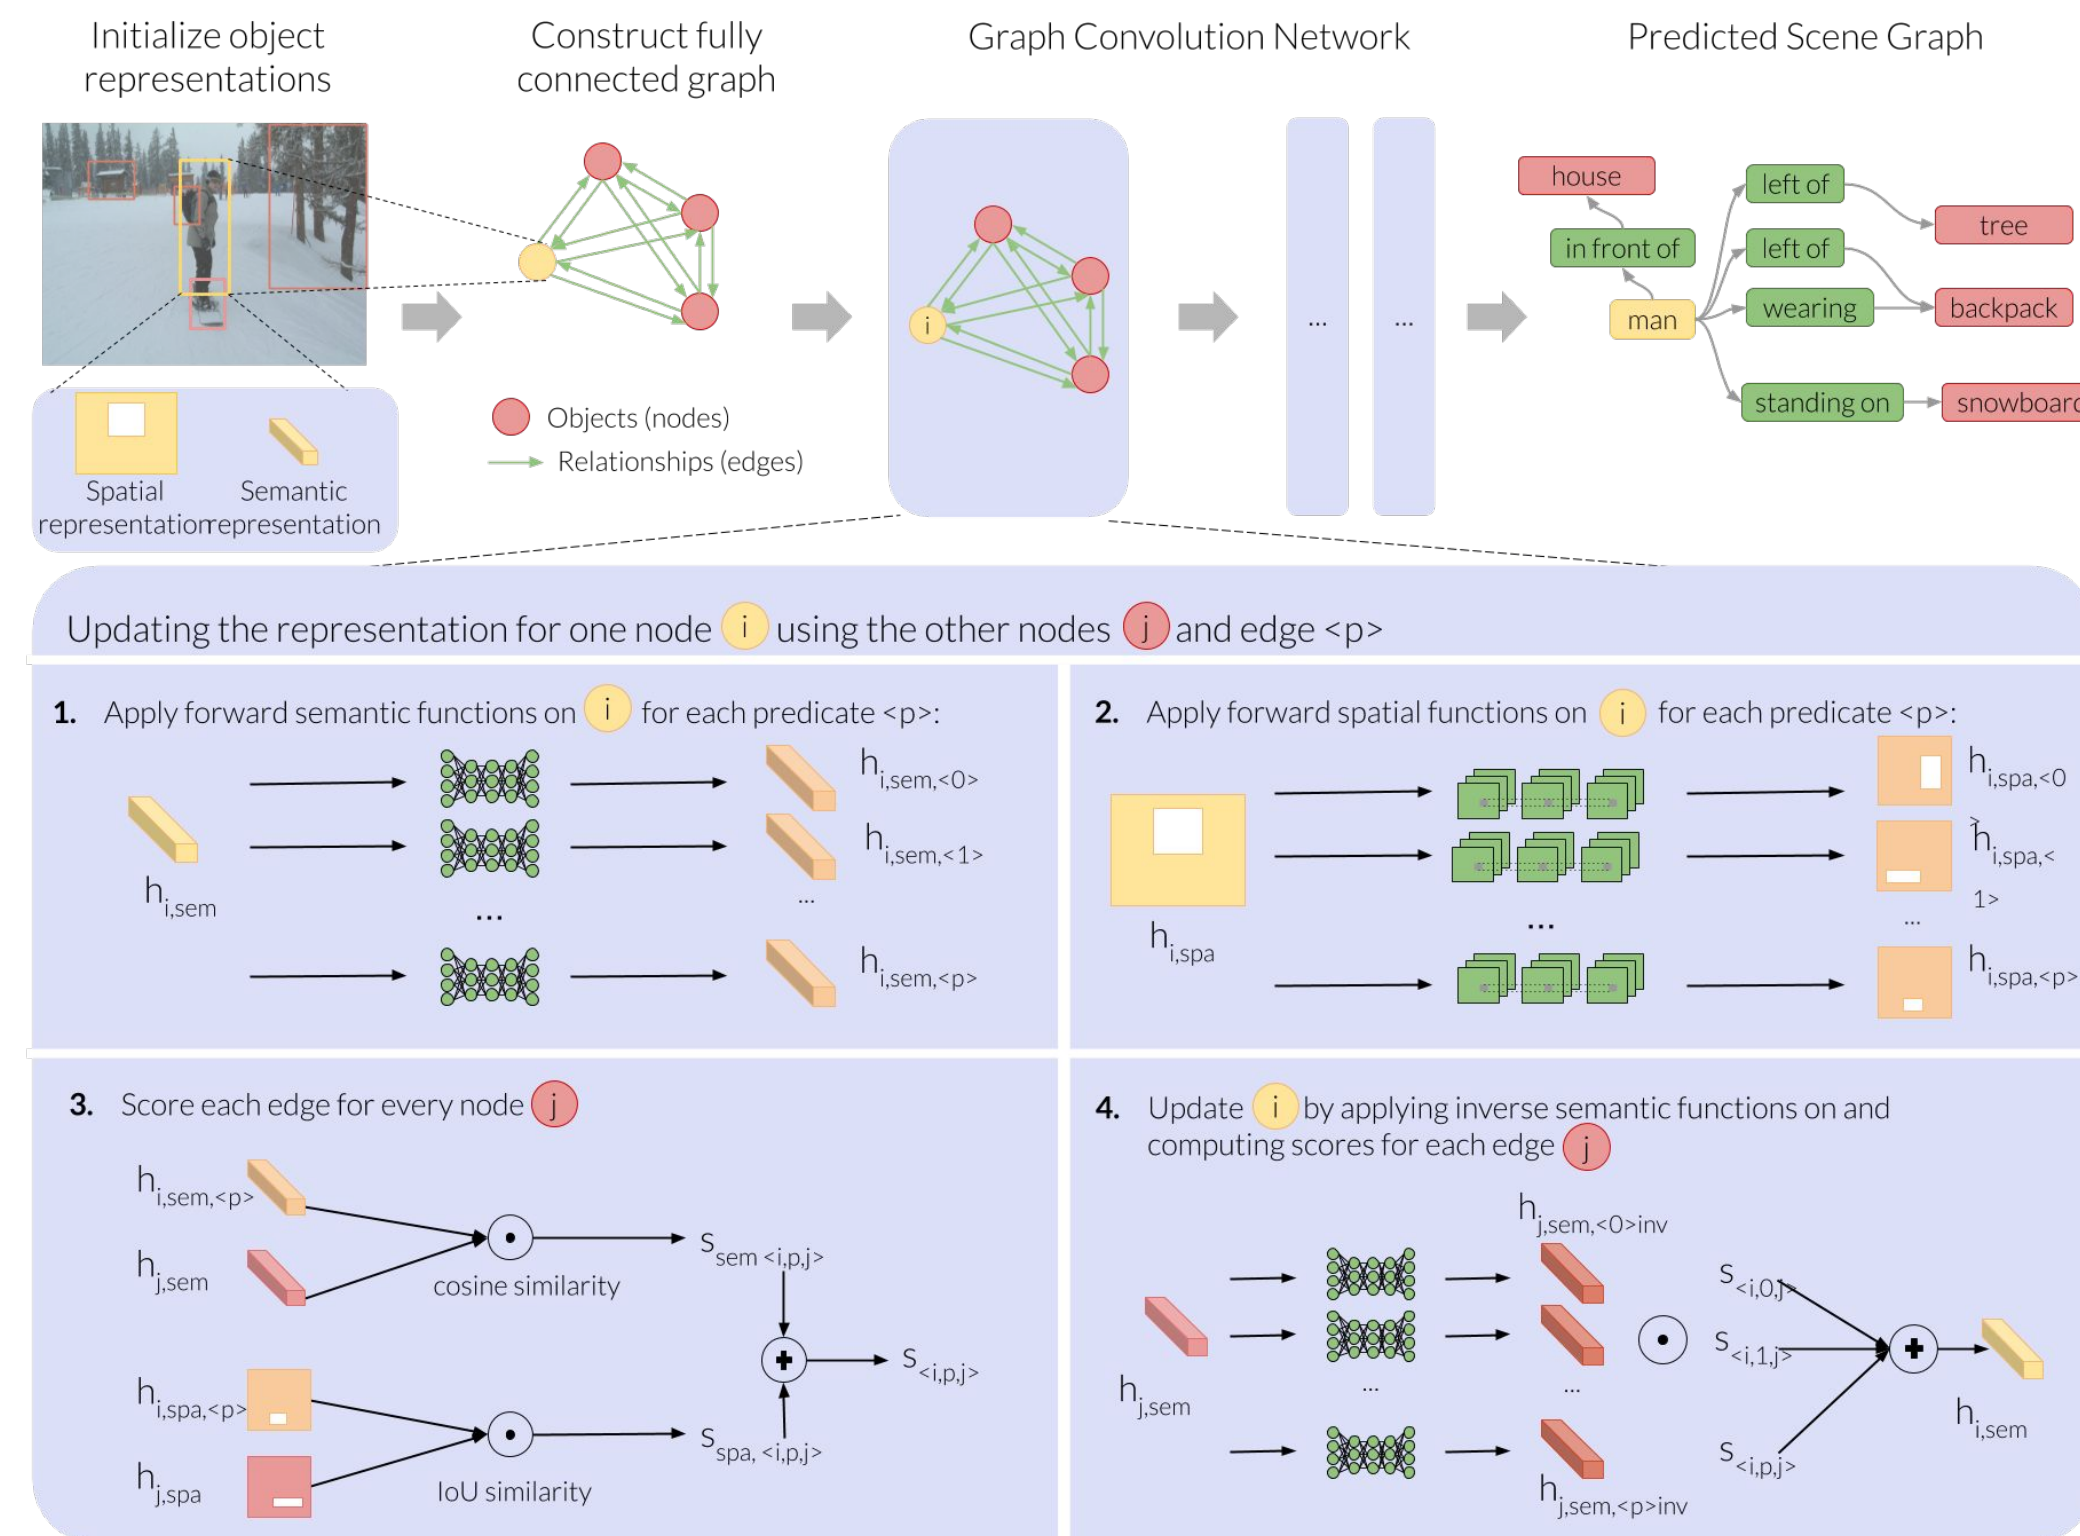 Initialize object
representations
Construct fully
connected graph
Graph Convolution Network
Predicted Scene Graph
house
in front of
man
left of
left of
wearing
standing on
tree
backpack
snowboard
i
... ...
Objects (nodes)
Relationships (edges)
Spatial
representation
Semantic
representation
Updating the representation for one node i using the other nodes j and edge <p>
1. Apply forward semantic functions on i for each predicate <p>:
h i,sem
h i,sem,<0>
h i,sem,<1>
...
...
h i,sem,<p>
2. Apply forward spatial functions on i for each predicate <p>:
h i,spa
h i,spa,<0
>
h i,spa,<
1>
...
...
h i,spa,<p>
3. Score each edge for every node j
h i,sem,<p>
h j,sem
cosine similarity
s sem <i,p,j>
h i,spa,<p>
h j,spa
IoU similarity
s spa, <i,p,j>
s <i,p,j>
4. Update i by applying inverse semantic functions on and
computing scores for each edge j
h j,sem
h j,sem,<0>inv
...
...
h j,sem,<p>inv
s <i,0,j>
s <i,1,j>
s <i,p,j>
h i,sem